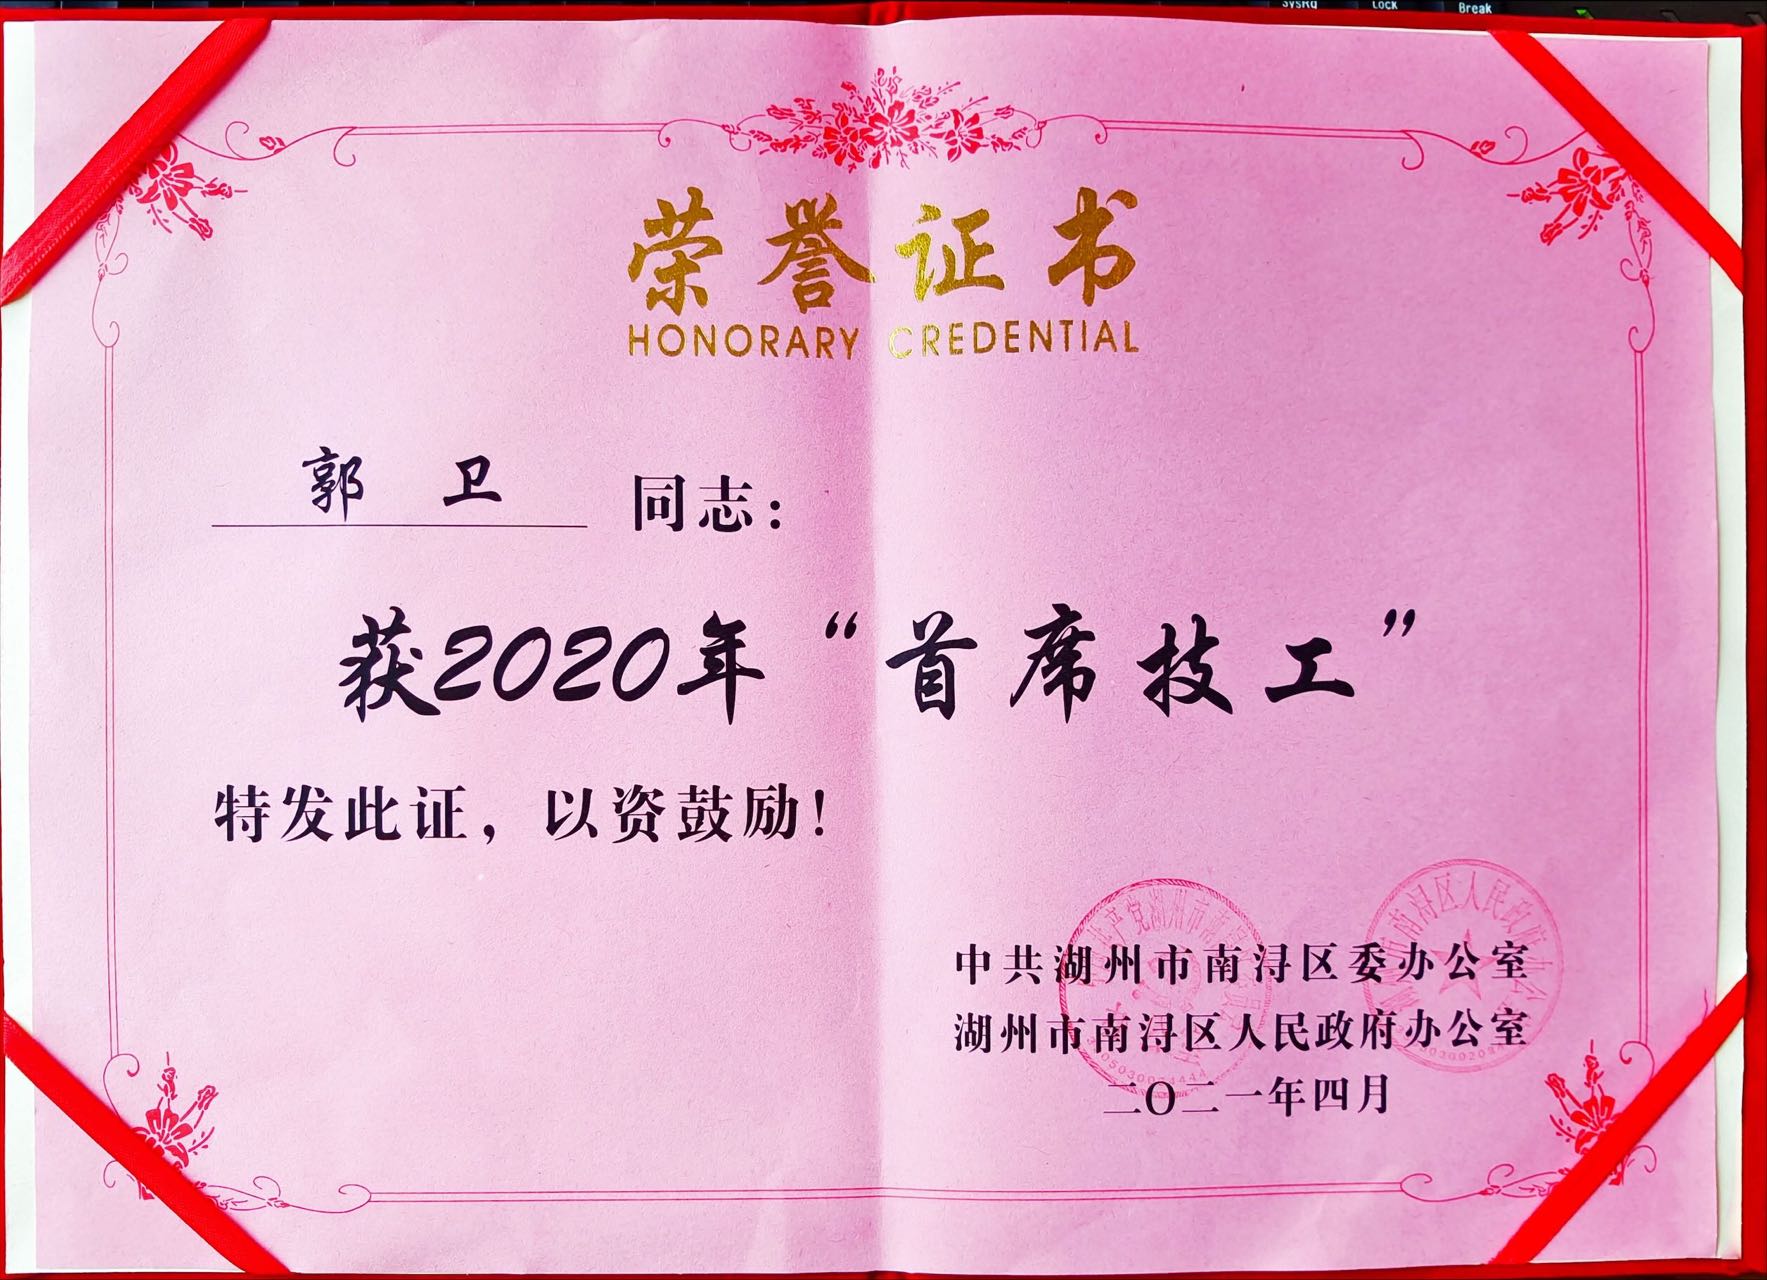 SysRq Lock Break
荣誉证书
HONORARY CREDENTIAL
郭 卫 同志：
获2020年“首席技工”
特发此证，以资鼓励！
中共湖州市南浔区委办公室
湖州市南浔区人民政府办公室
二〇二一年四月